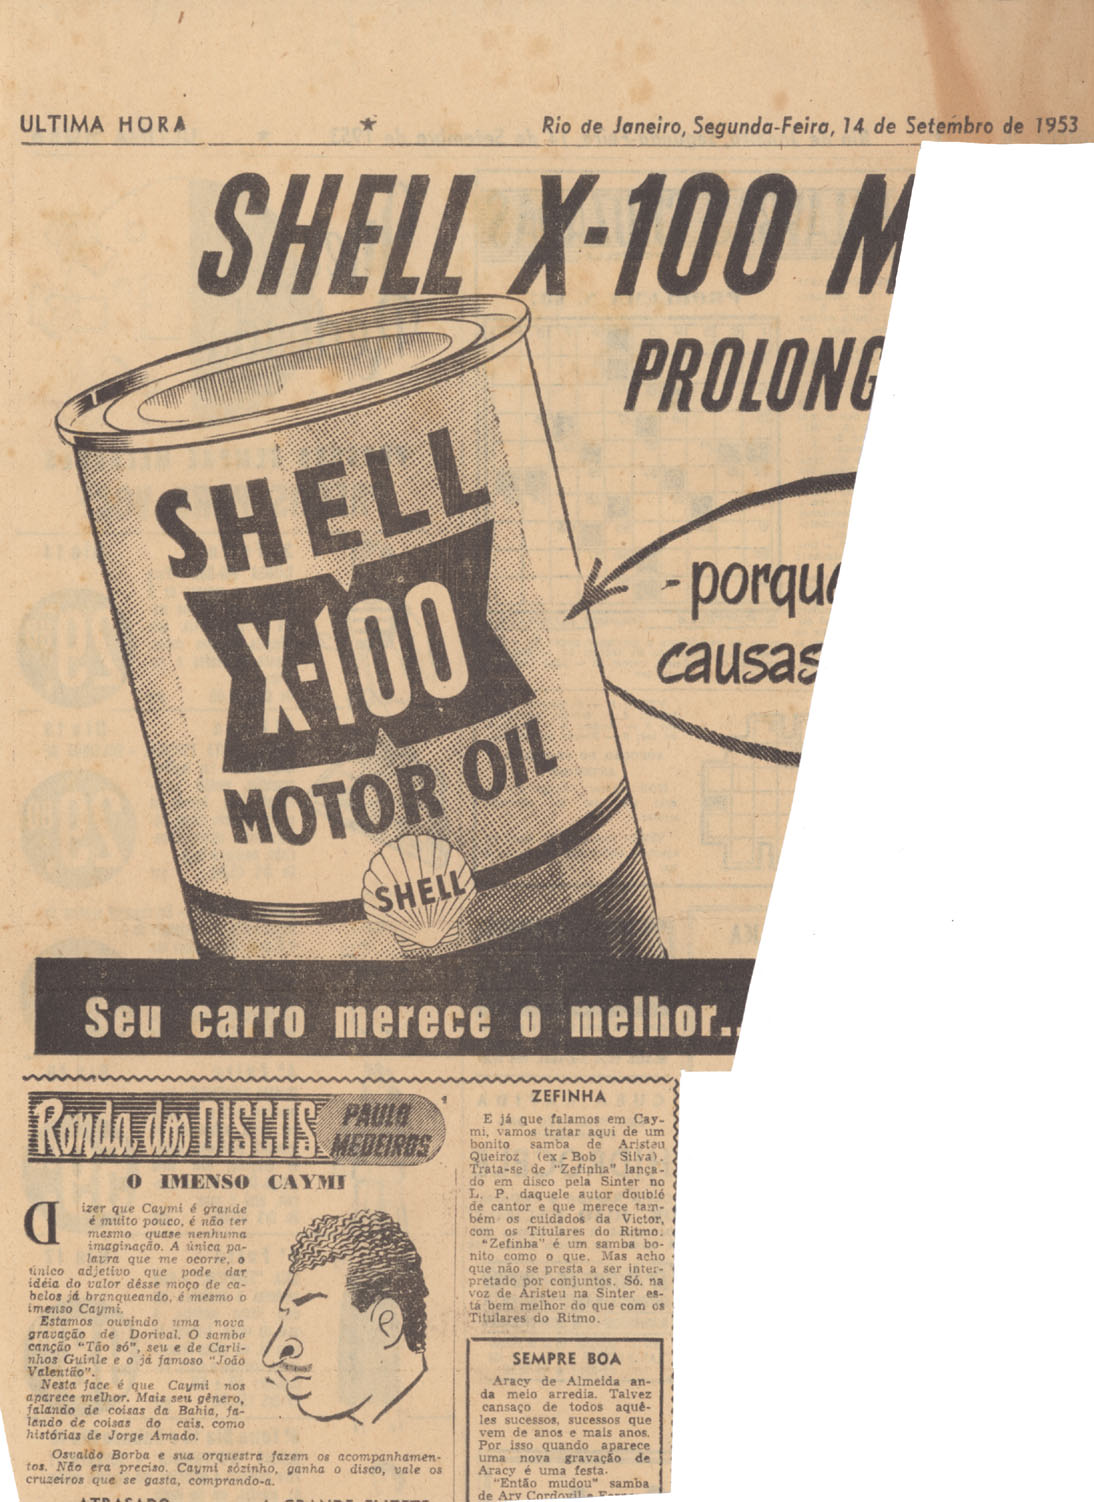 ULTIMA HORA
Rio de Janeiro, Segunda-Feira, 14 de Setembro de 1953
SHELL X-100 M
PROLONG
SHELL
X-100
MOTOR OIL
SHELL
- porqu
causas
Seu carro merece o melhor..
Ronda dos DISCOS
PAULO
MEDEIROS
O IMENSO CAYMI
Dizer que Caymi é grande
é muito pouco, é não ter
mesmo quase nenhuma
imaginação. A única pa-
lavra que me ocorre, o
único adjetivo que pode dar
idéia do valor désse moço de ca-
belos já branqueando, é mesmo o
imenso Caymi.
Estamos ouvindo uma nova
gravação de Dorival. O samba
canção "Tão só", seu e de Carli-
nhos Guinle e o já famoso "João
Valentão".
Nesta face é que Caymi nos
aparece melhor. Mais seu gênero,
falando de coisas da Bahia, fa-
lando de coisas do cais, como
histórias de Jorge Amado.
Osvaldo Borba e sua orquestra fazem os acompanhamen-
tos. Não era preciso. Caymi sòzinho, ganha o disco, vale os
cruzeiros que se gasta, comprando-a.
ATRASADO
A GRANDE
ZEFINHA
E já que falamos em Cay-
mi, vamos tratar aqui de um
bonito samba de Aristeu
Queiroz (ex-Bob Silva).
Trata-se de "Zefinha" lança-
do em disco pela Sinter no
L. P. daquele autor doublé
de cantor e que merece tam-
bém os cuidados da Victor,
com os Titulares do Ritmo.
"Zefinha" é um samba bo-
nito como o que. Mas acho
que não se presta a ser inter-
pretado por conjuntos. Só, na
voz de Aristeu na Sinter es-
tá bem melhor do que com os
Titulares do Ritmo.
SEMPRE BOA
Aracy de Almeida an-
da meio arredia. Talvez
cansaço de todos aquê-
les sucessos, sucessos que
vem de anos e mais anos.
Por isso quando aparece
uma nova gravação de
Aracy é uma festa.
"Então mudou" samba
de Ary Cordovil e